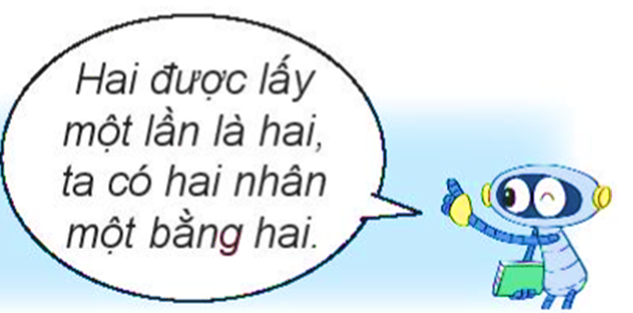 Hai được lấy
một lần là hai,
ta có hai nhân
một bằng hai.